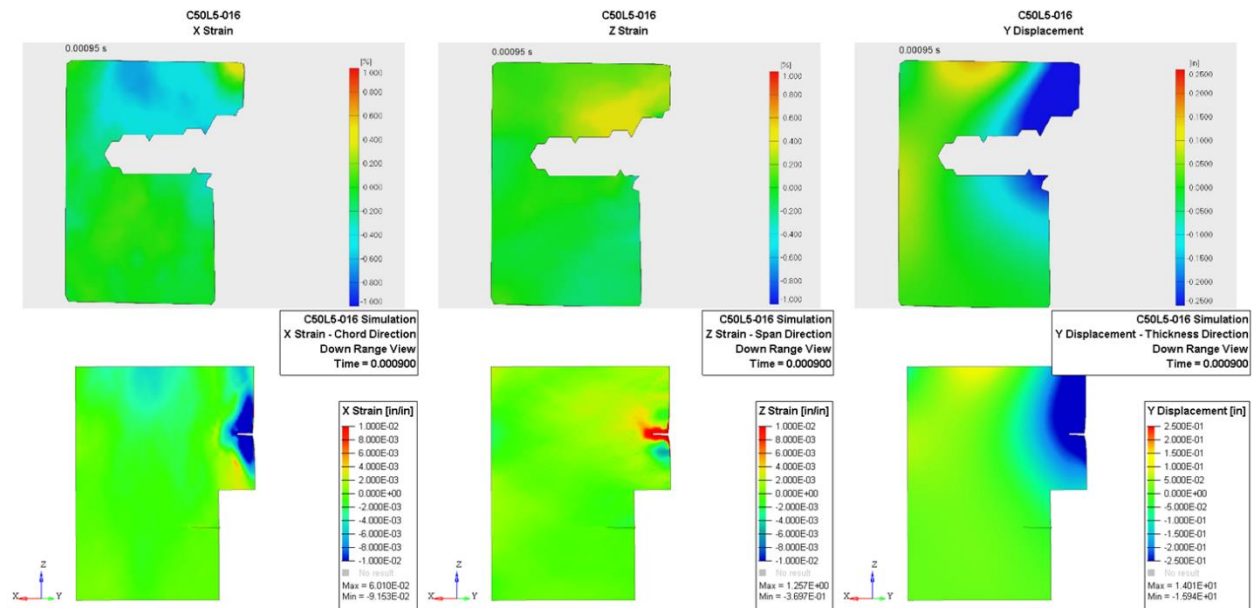 C50L5-016
X Strain
0.00095 s
[%]
1.000
0.800
0.600
0.400
0.200
0.000
-0.200
-0.400
-0.600
-0.800
-1.000
C50L5-016
Z Strain
0.00095 s
[%]
1.000
0.800
0.600
0.400
0.200
0.000
-0.200
-0.400
-0.600
-0.800
-1.000
C50L5-016
Y Displacement
0.00095 s
[in]
0.2500
0.2000
0.1500
0.1000
0.0500
0.0000
-0.0500
-0.1000
-0.1500
-0.2000
-0.2500
C50L5-016 Simulation
X Strain - Chord Direction
Down Range View
Time = 0.000900
X Strain [in/in]
1.000E-02
8.000E-03
6.000E-03
4.000E-03
2.000E-03
0.000E+00
-2.000E-03
-4.000E-03
-6.000E-03
-8.000E-03
-1.000E-02
No result
Max = 6.010E-02
Min = -9.153E-02
Z
X
Y
C50L5-016 Simulation
Z Strain - Span Direction
Down Range View
Time = 0.000900
Z Strain [in/in]
1.000E-02
8.000E-03
6.000E-03
4.000E-03
2.000E-03
0.000E+00
-2.000E-03
-4.000E-03
-6.000E-03
-8.000E-03
-1.000E-02
No result
Max = 1.257E+00
Min = -3.697E-01
Z
X
Y
C50L5-016 Simulation
Y Displacement - Thickness Direction
Down Range View
Time = 0.000900
Y Displacement [in]
2.500E-01
2.000E-01
1.500E-01
1.000E-01
5.000E-02
0.000E+00
-5.000E-02
-1.000E-01
-1.500E-01
-2.000E-01
-2.500E-01
No result
Max = 1.401E+01
Min = -1.594E+01
Z
X
Y